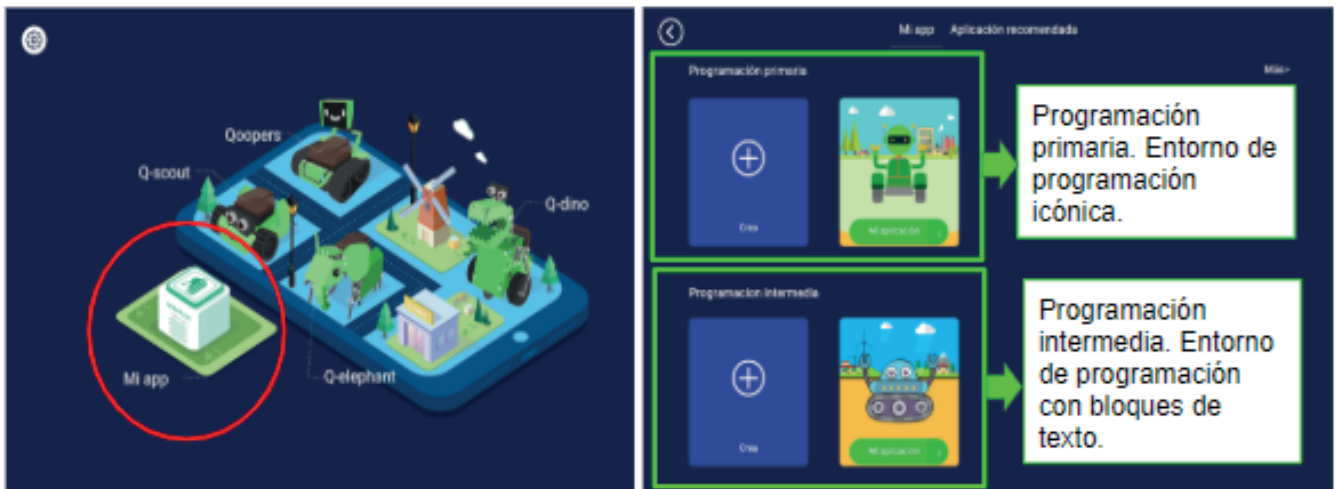 Qoopers
Q-scout
Q-dino
Mi app
Q-elephant
Mi app Aplicación recomendada
Programación primaria
Más>
Crea
Mi aplicación
Programación
primaria. Entorno de
programación
icónica.
Programacion intermedia
Crea
Mi aplicación
Programación
intermedia. Entorno
de programación
con bloques de
texto.